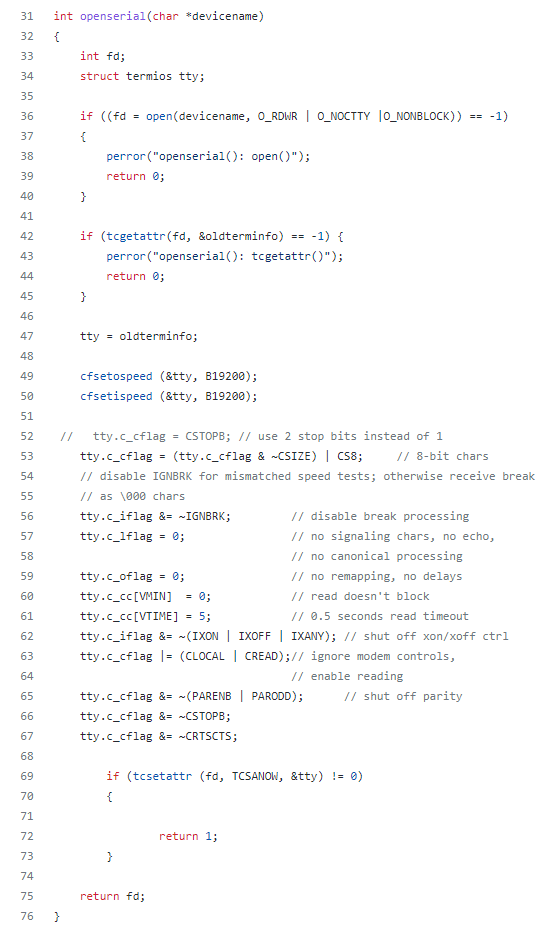 31 int openserial(char *devicename)
32 {
33     int fd;
34     struct termios tty;
35
36     if ((fd = open(devicename, O_RDWR | O_NOCTTY |O_NONBLOCK)) == -1)
37     {
38         perror("openserial(): open()");
39         return 0;
40     }
41
42     if (tcgetattr(fd, &oldterminfo) == -1) {
43         perror("openserial(): tcgetattr()");
44         return 0;
45     }
46
47     tty = oldterminfo;
48
49     cfsetospeed (&tty, B19200);
50     cfsetispeed (&tty, B19200);
51
52  //   tty.c_cflag = CSTOPB; // use 2 stop bits instead of 1
53     tty.c_cflag = (tty.c_cflag & ~CSIZE) | CS8;     // 8-bit chars
54     // disable IGNBRK for mismatched speed tests; otherwise receive break
55     // as \000 chars
56     tty.c_iflag &= ~IGNBRK;         // disable break processing
57     tty.c_lflag = 0;                // no signaling chars, no echo,
58                                     // no canonical processing
59     tty.c_oflag = 0;                // no remapping, no delays
60     tty.c_cc[VMIN]  = 0;            // read doesn't block
61     tty.c_cc[VTIME] = 5;            // 0.5 seconds read timeout
62     tty.c_iflag &= ~(IXON | IXOFF | IXANY); // shut off xon/xoff ctrl
63     tty.c_cflag |= (CLOCAL | CREAD);// ignore modem controls,
64                                     // enable reading
65     tty.c_cflag &= ~(PARENB | PARODD);      // shut off parity
66     tty.c_cflag &= ~CSTOPB;
67     tty.c_cflag &= ~CRTSCTS;
68
69         if (tcsetattr (fd, TCSANOW, &tty) != 0)
70         {
71
72                 return 1;
73         }
74
75     return fd;
76 }